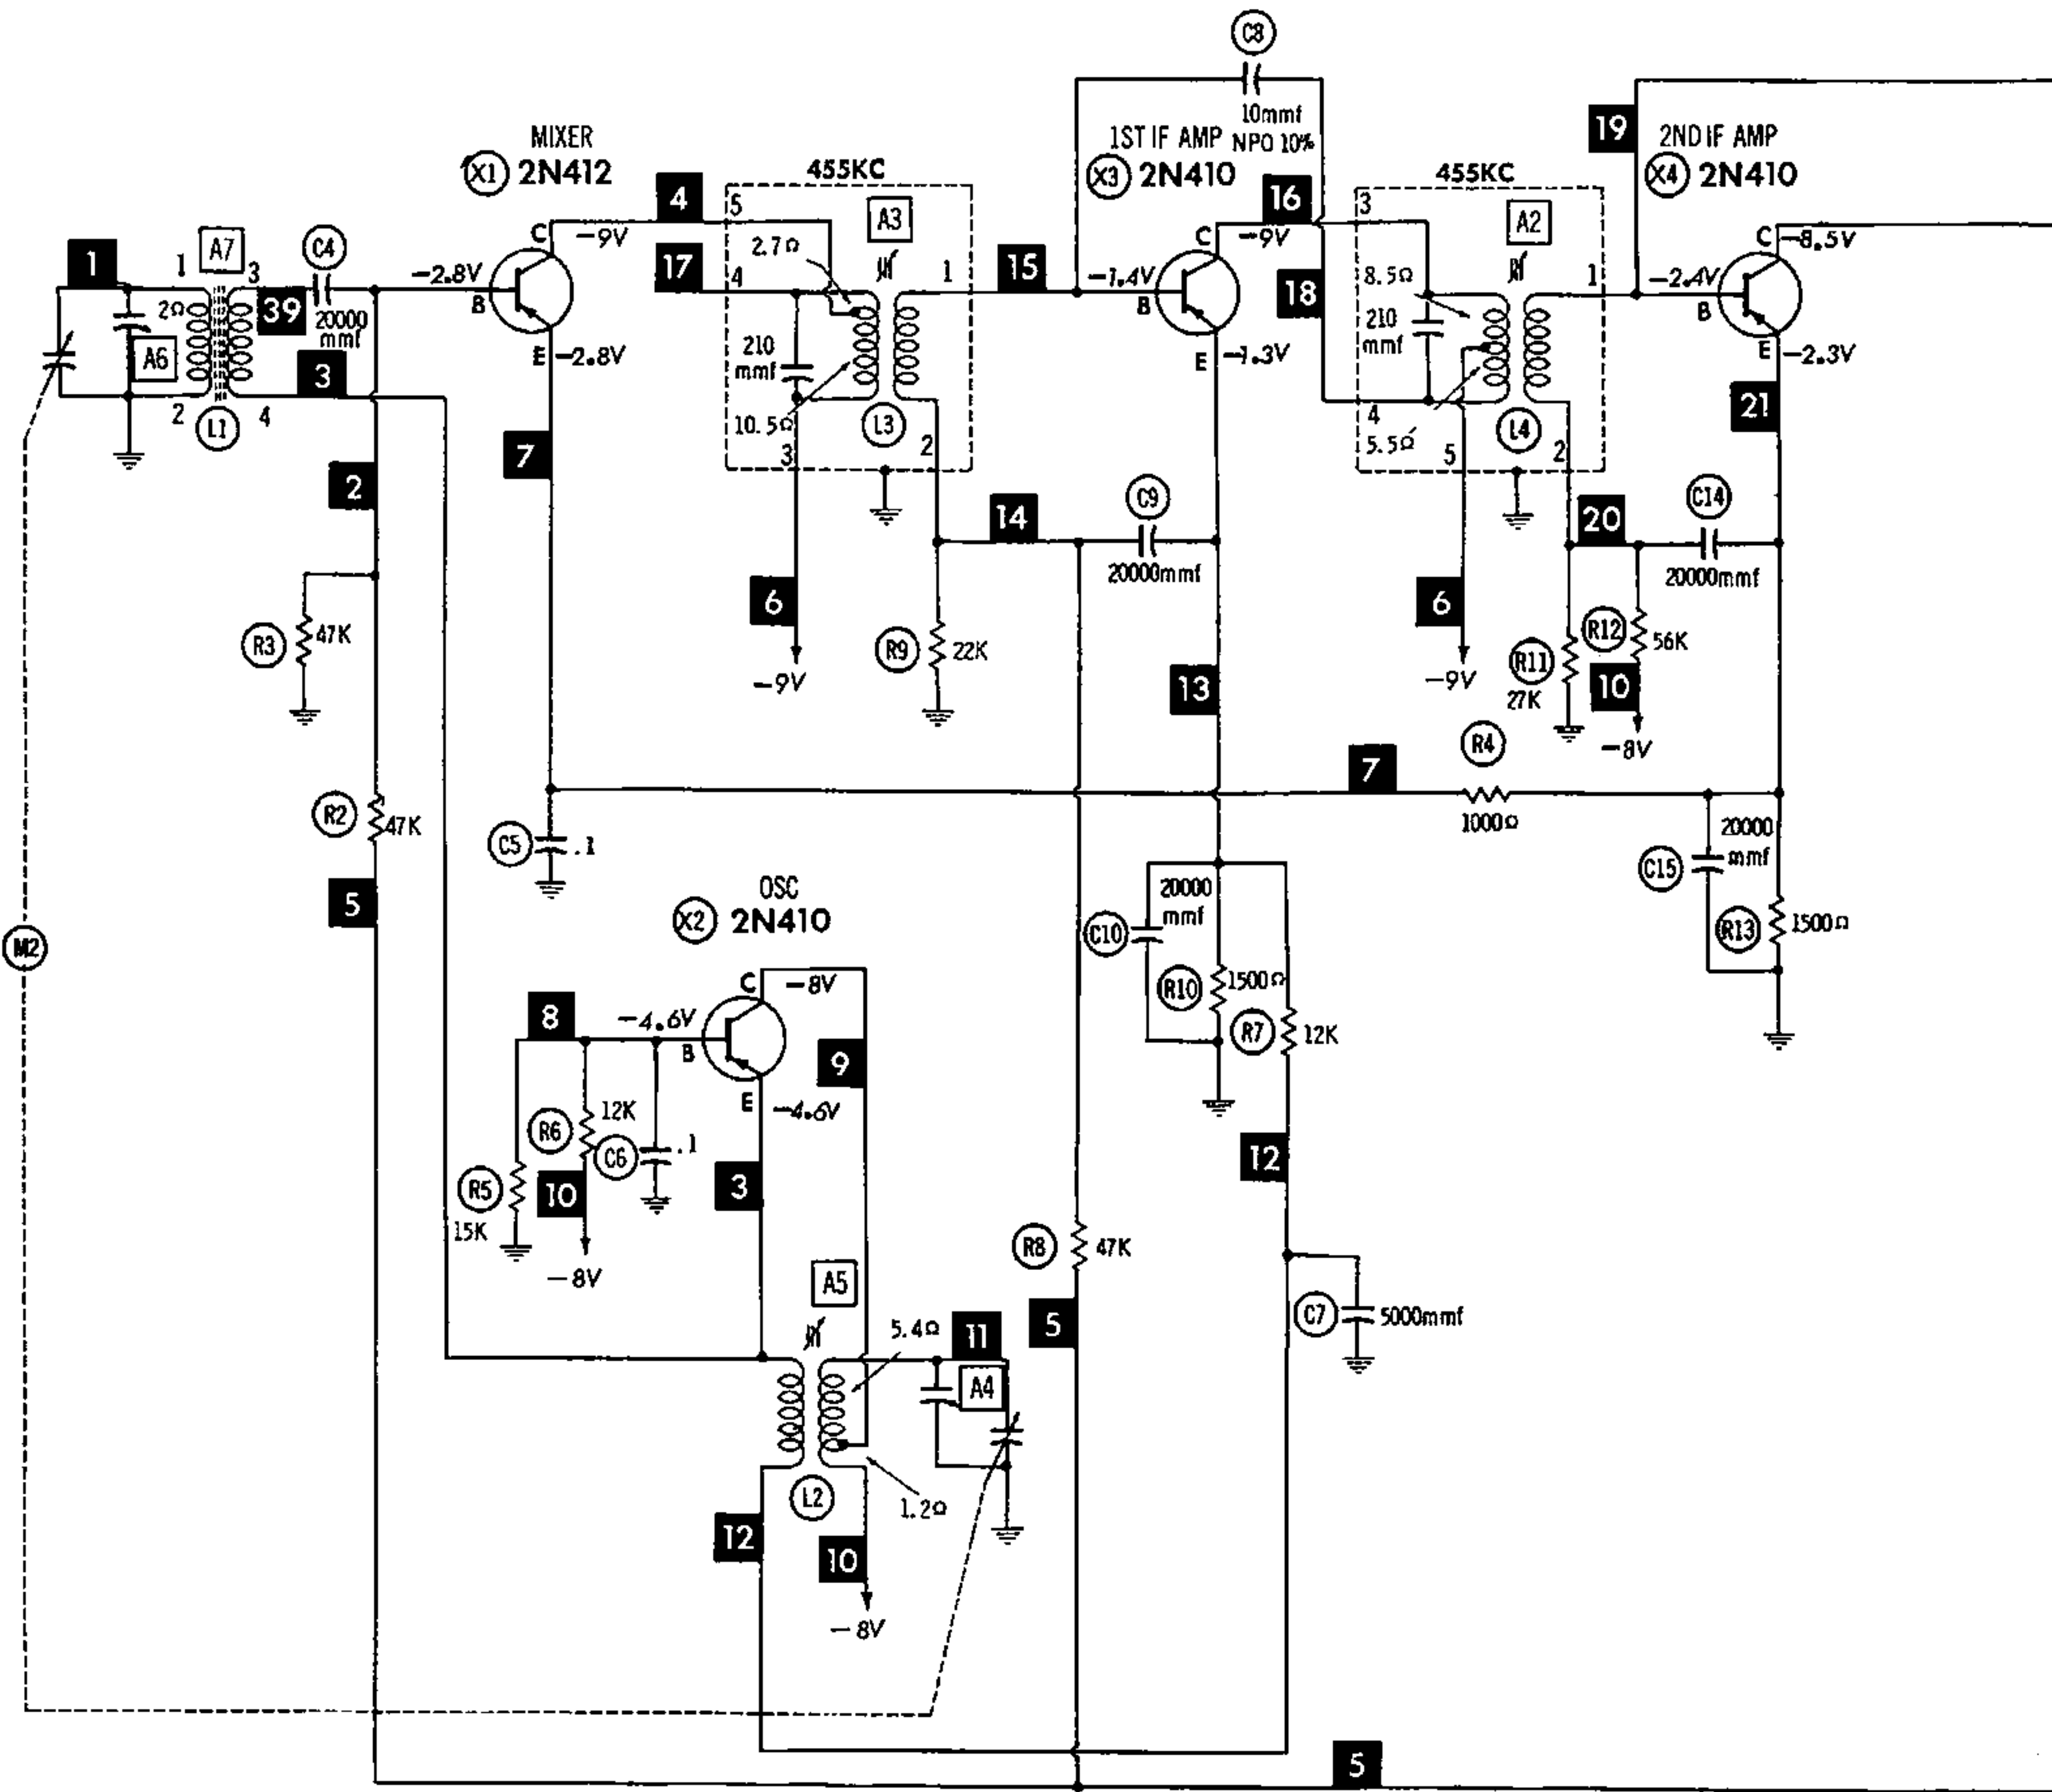 C8
10mmf
NPO 10%
MIXER
X1 2N412
1ST IF AMP
X3 2N410
19
2ND IF AMP
X4 2N410
455KC
455KC
4
5
A3
16
3
A2
C
-9V
C
-9V
C
-8.5V
1
A7
C4
1
3
39
20000
mmf
2Ω
A6
3
2
L1
4
-2.8V
B
E
-2.8V
17
4
2.7Ω
1
15
210
mmf
10.5Ω
3
L3
2
-1.4V
B
E
-1.3V
18
8.5Ω
1
210
mmf
4
5.5Ω
5
L4
2
-2.4V
B
E
-2.3V
21
2
7
14
C9
20000mmf
20
C14
20000mmf
6
-9V
6
-9V
R3
47K
R9
22K
13
R11
27K
R12
56K
10
-8V
R4
7
1000Ω
R2
47K
C5
.1
20000
mmf
C15
R13
1500Ω
5
OSC
X2 2N410
20000
mmf
C10
R10
1500Ω
R7
12K
M2
C
-8V
8
-4.6V
B
9
E
-4.6V
R6
12K
C6
.1
R5
15K
10
-8V
3
12
R8
47K
A5
5.4Ω
11
A4
5
C7
5000mmf
L2
1.2Ω
12
10
-8V
5